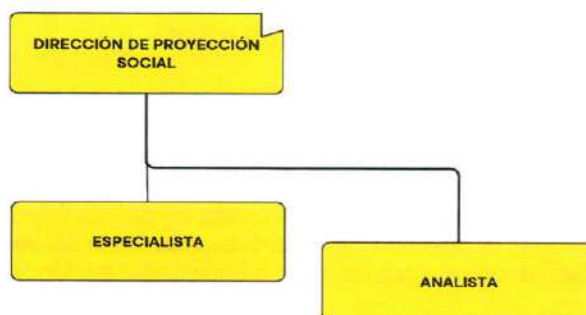 DIRECCIÓN DE PROYECCIÓN
SOCIAL
ESPECIALISTA
ANALISTA